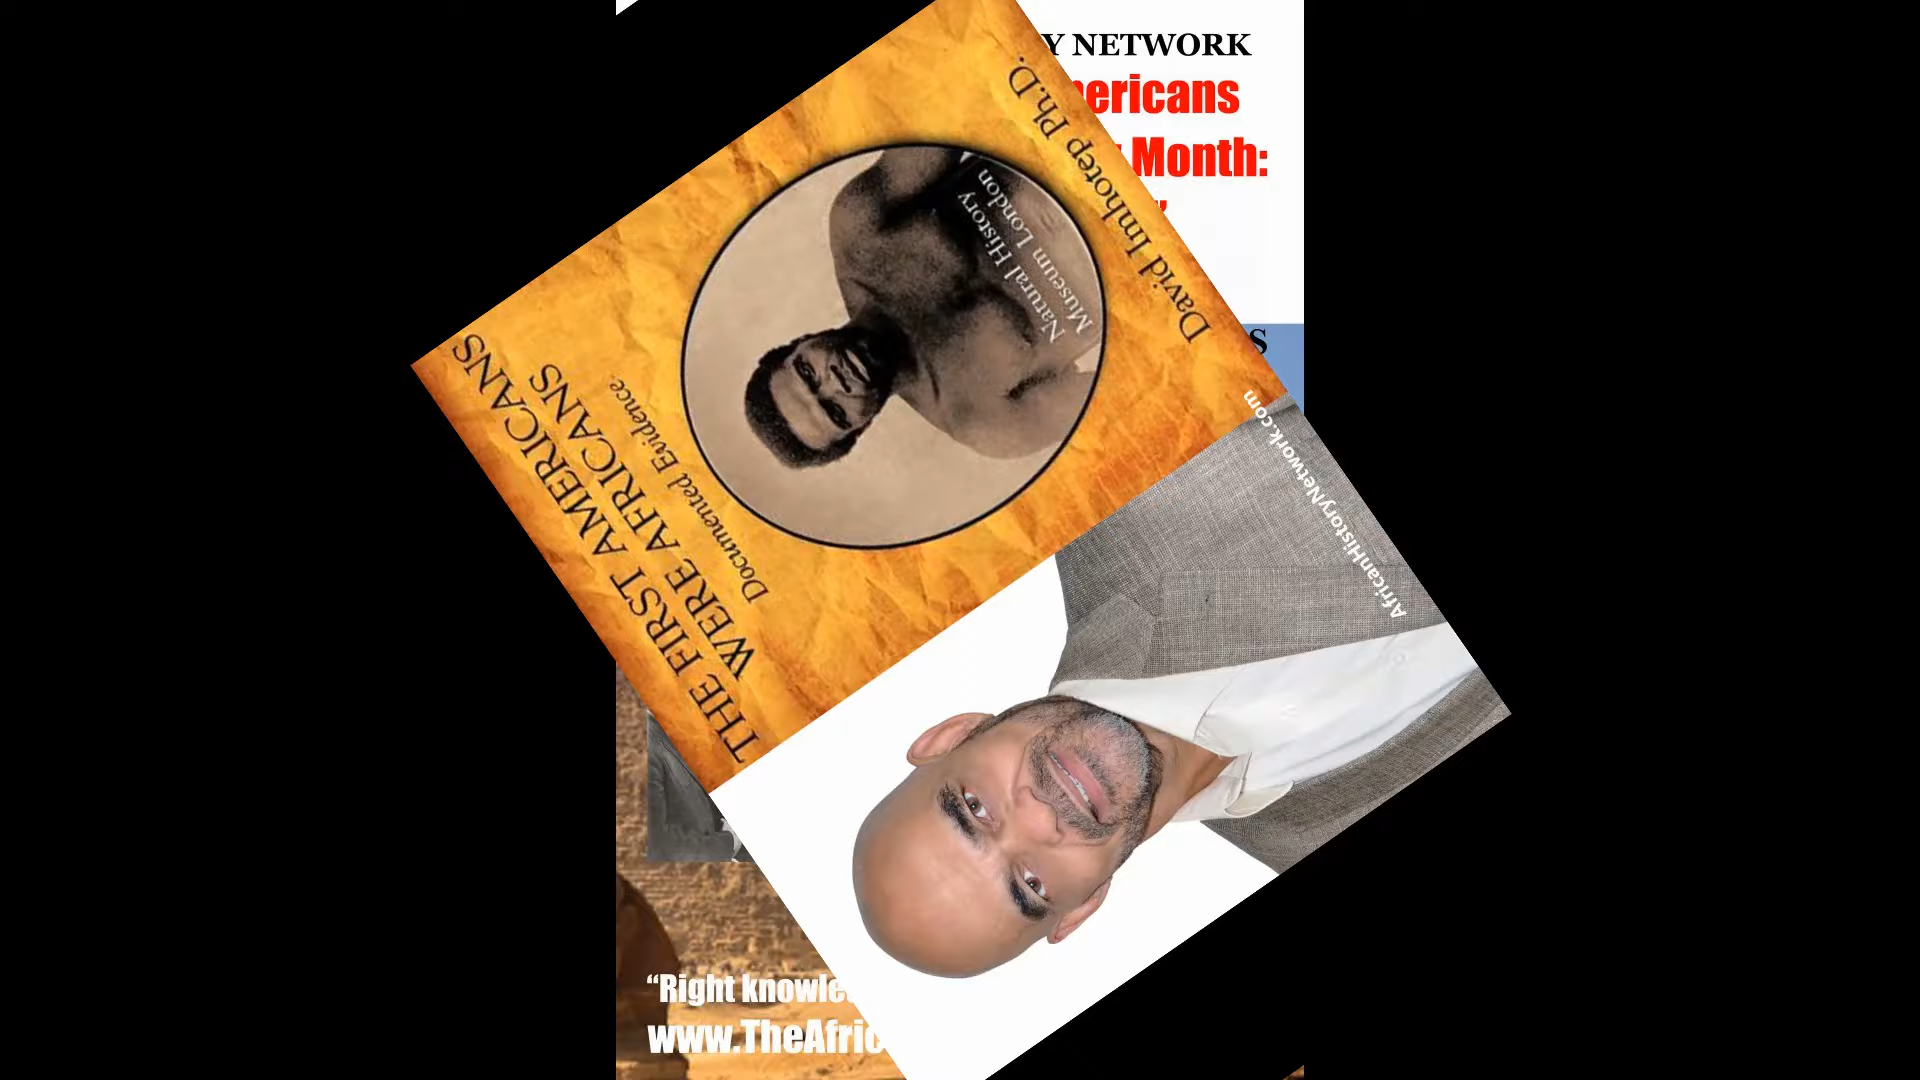 Y NETWORK
ericans
Month:
S
THE FIRST AMERICANS
WERE AFRICANS
Documented Evidence
Natural History
Museum London
David Imhotep Ph.D.
AfricanHistoryNetwork.com
“Right knowle
www.TheAfric